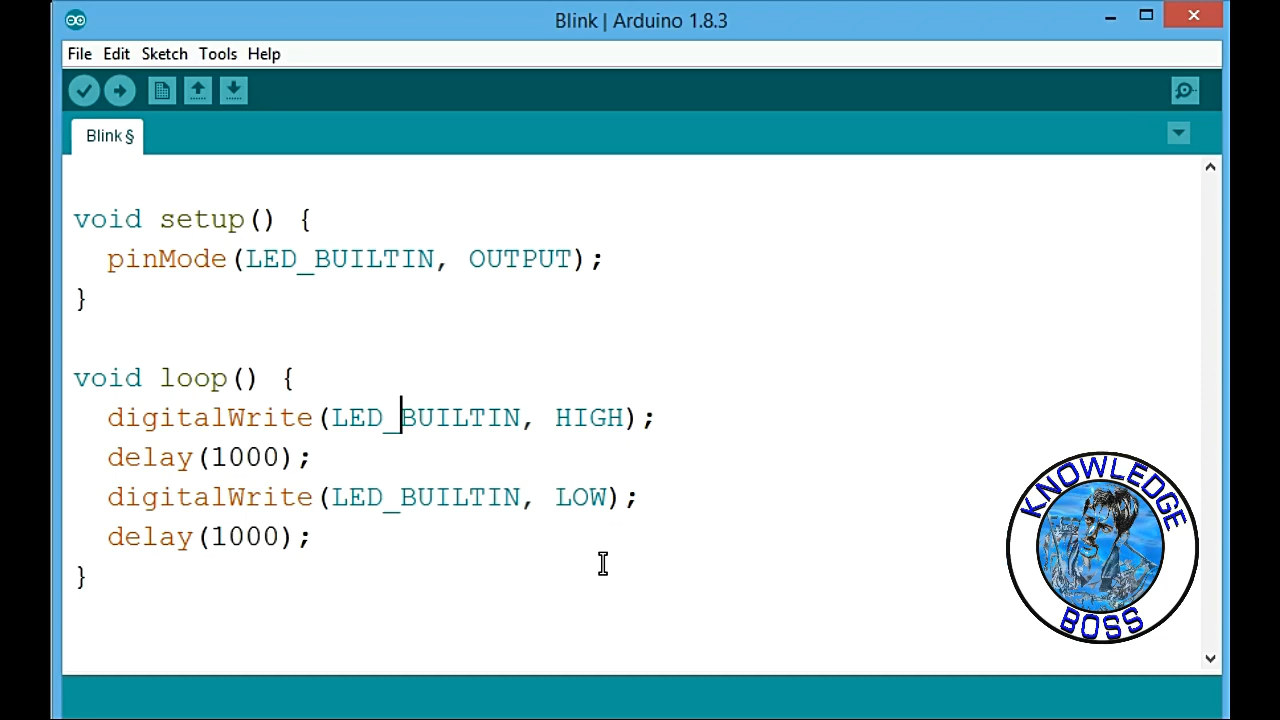 Blink | Arduino 1.8.3
File Edit Sketch Tools Help
Blink §
void setup() {
  pinMode(LED_BUILTIN, OUTPUT);
}
void loop() {
  digitalWrite(LED_BUILTIN, HIGH);
  delay(1000);
  digitalWrite(LED_BUILTIN, LOW);
  delay(1000);
}
KNOWLEDGE
BOSS